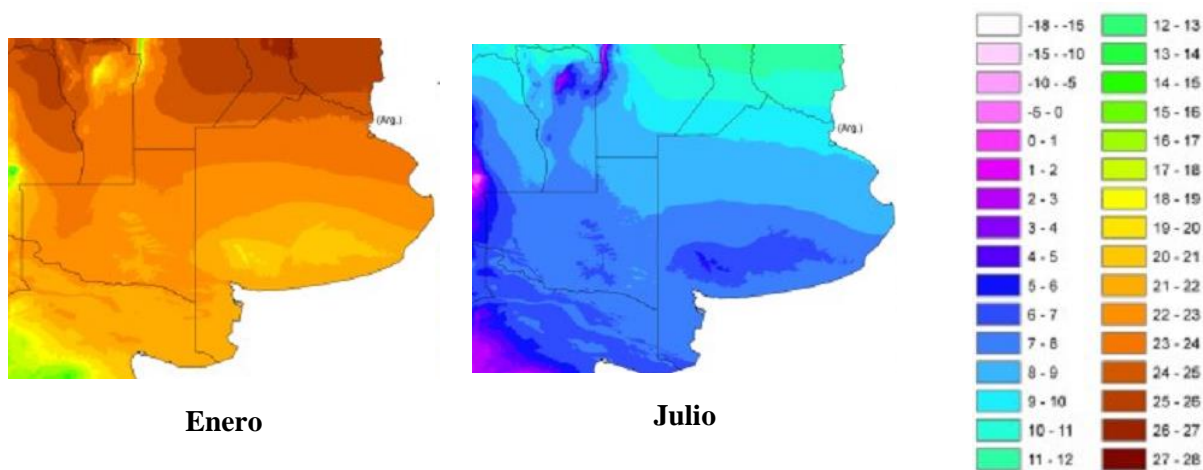 (Arg.)
(Arg.)
Enero
Julio
-18 - -15
-15 - -10
-10 - -5
-5 - 0
0 - 1
1 - 2
2 - 3
3 - 4
4 - 5
5 - 6
6 - 7
7 - 8
8 - 9
9 - 10
10 - 11
11 - 12
12 - 13
13 - 14
14 - 15
15 - 16
16 - 17
17 - 18
18 - 19
19 - 20
20 - 21
21 - 22
22 - 23
23 - 24
24 - 25
25 - 26
26 - 27
27 - 28